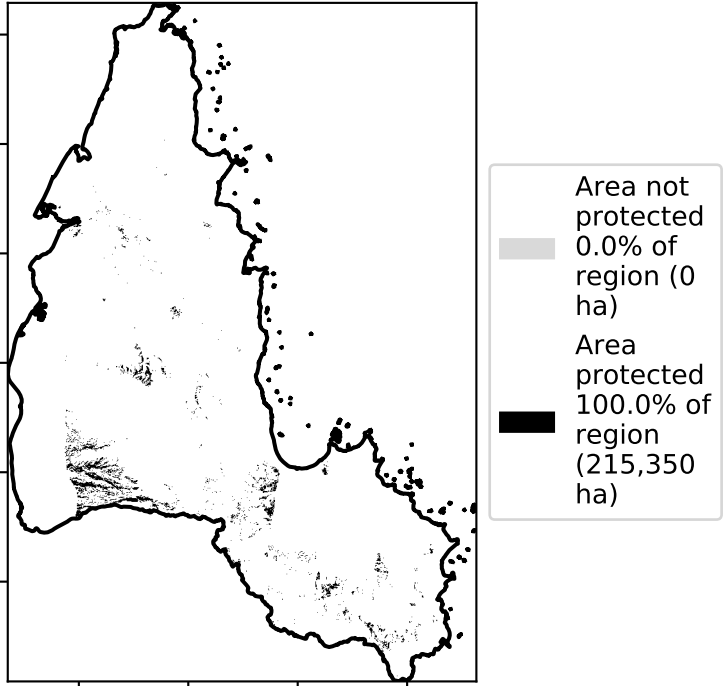 Area not
protected
0.0% of
region (0
ha)
Area
protected
100.0% of
region
(215,350
ha)